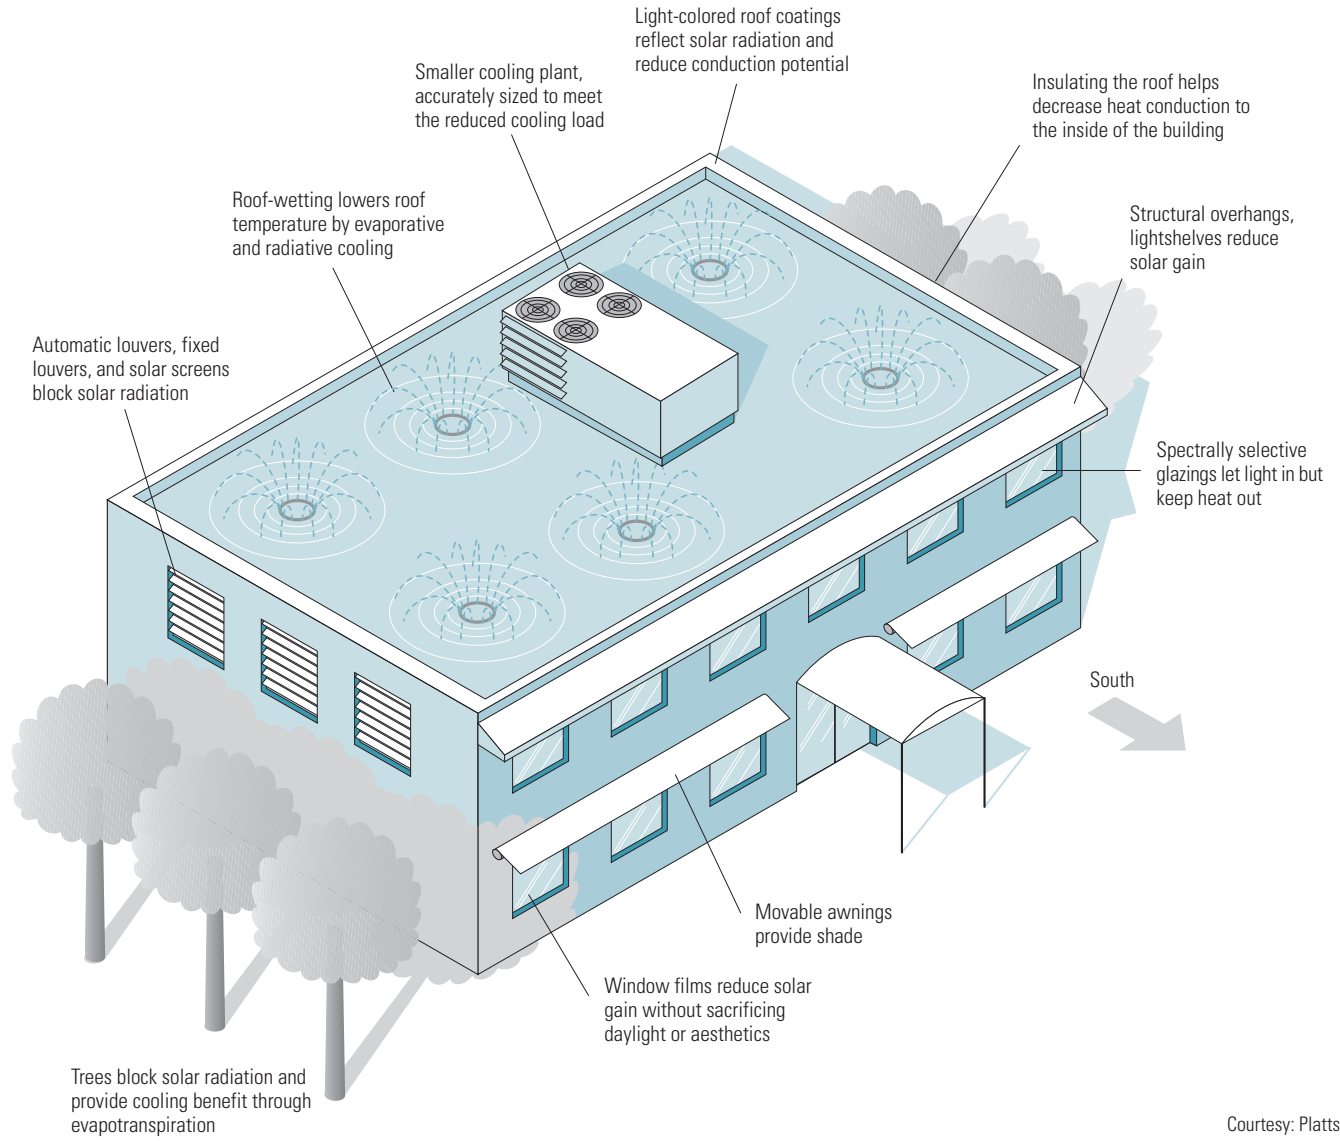 Light-colored roof coatings
reflect solar radiation and
reduce conduction potential
Smaller cooling plant,
accurately sized to meet
the reduced cooling load
Insulating the roof helps
decrease heat conduction to
the inside of the building
Roof-wetting lowers roof
temperature by evaporative
and radiative cooling
Structural overhangs,
lightshelves reduce
solar gain
Automatic louvers, fixed
louvers, and solar screens
block solar radiation
Spectrally selective
glazings let light in but
keep heat out
South
Movable awnings
provide shade
Window films reduce solar
gain without sacrificing
daylight or aesthetics
Trees block solar radiation and
provide cooling benefit through
evapotranspiration
Courtesy: Platts